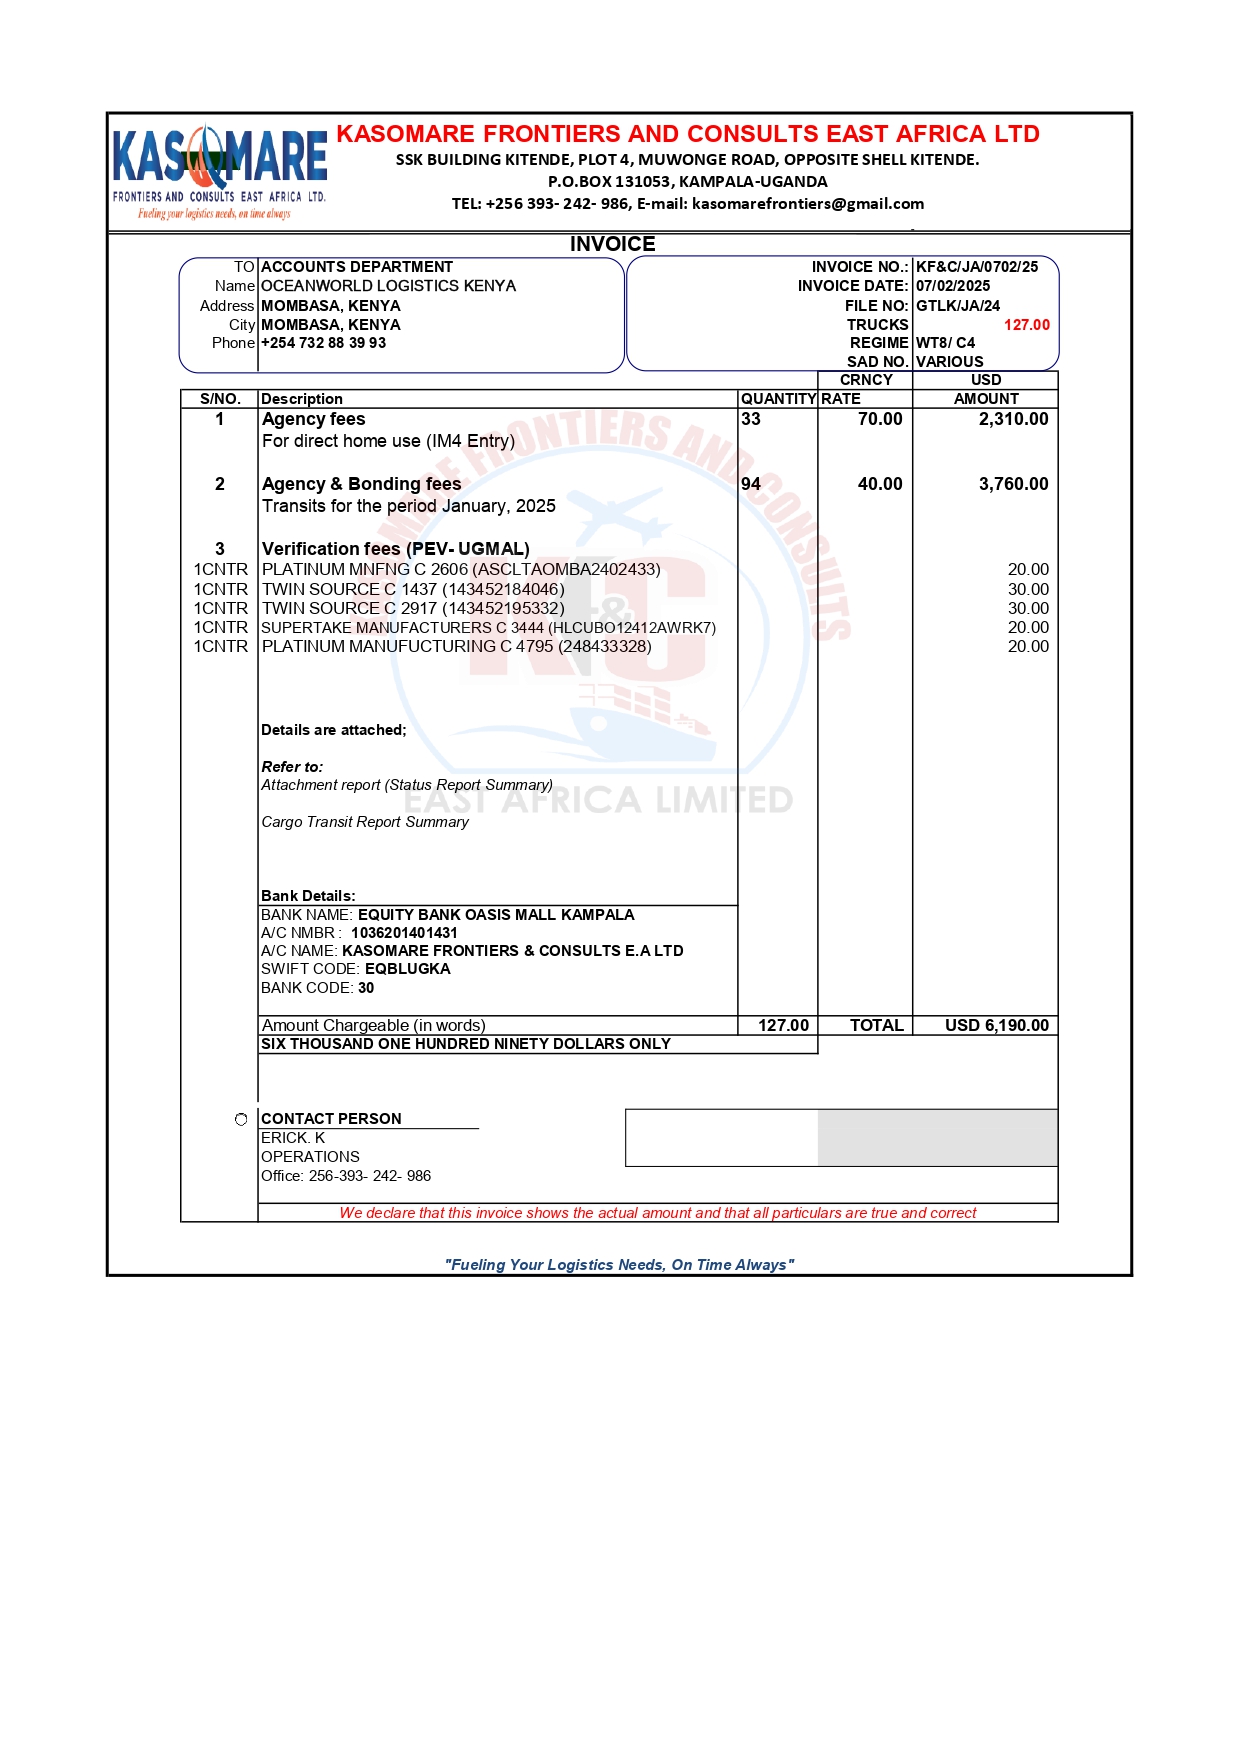 KASOMARE
FRONTIERS AND CONSULTS EAST AFRICA LTD.
Fueling your logistics needs, on time always
KASOMARE FRONTIERS AND CONSULTS EAST AFRICA LTD
SSK BUILDING KITENDE, PLOT 4, MUWONGE ROAD, OPPOSITE SHELL KITENDE.
P.O.BOX 131053, KAMPALA-UGANDA
TEL: +256 393- 242- 986, E-mail: kasomarefrontiers@gmail.com
INVOICE
TO ACCOUNTS DEPARTMENT
Name OCEANWORLD LOGISTICS KENYA
Address MOMBASA, KENYA
City MOMBASA, KENYA
Phone +254 732 88 39 93
INVOICE NO.: KF&C/JA/0702/25
INVOICE DATE: 07/02/2025
FILE NO: GTLK/JA/24
TRUCKS 127.00
REGIME WT8/ C4
SAD NO. VARIOUS
CRNCY USD
S/NO. Description QUANTITY RATE AMOUNT
1 Agency fees 33 70.00 2,310.00
For direct home use (IM4 Entry)
2 Agency & Bonding fees 94 40.00 3,760.00
Transits for the period January, 2025
3 Verification fees (PEV- UGMAL)
1CNTR PLATINUM MNFNG C 2606 (ASCLTAOMBA2402433) 20.00
1CNTR TWIN SOURCE C 1437 (143452184046) 30.00
1CNTR TWIN SOURCE C 2917 (143452195332) 30.00
1CNTR SUPERTAKE MANUFACTURERS C 3444 (HLCUBO12412AWRK7) 20.00
1CNTR PLATINUM MANUFUCTURING C 4795 (248433328) 20.00
KASOMARE FRONTIERS AND CONSULTS
K&C
EAST AFRICA LIMITED
Details are attached;
Refer to:
Attachment report (Status Report Summary)
Cargo Transit Report Summary
Bank Details:
BANK NAME: EQUITY BANK OASIS MALL KAMPALA
A/C NMBR : 1036201401431
A/C NAME: KASOMARE FRONTIERS & CONSULTS E.A LTD
SWIFT CODE: EQBLUGKA
BANK CODE: 30
Amount Chargeable (in words) 127.00 TOTAL USD 6,190.00
SIX THOUSAND ONE HUNDRED NINETY DOLLARS ONLY
CONTACT PERSON
ERICK. K
OPERATIONS
Office: 256-393- 242- 986
We declare that this invoice shows the actual amount and that all particulars are true and correct
"Fueling Your Logistics Needs, On Time Always"